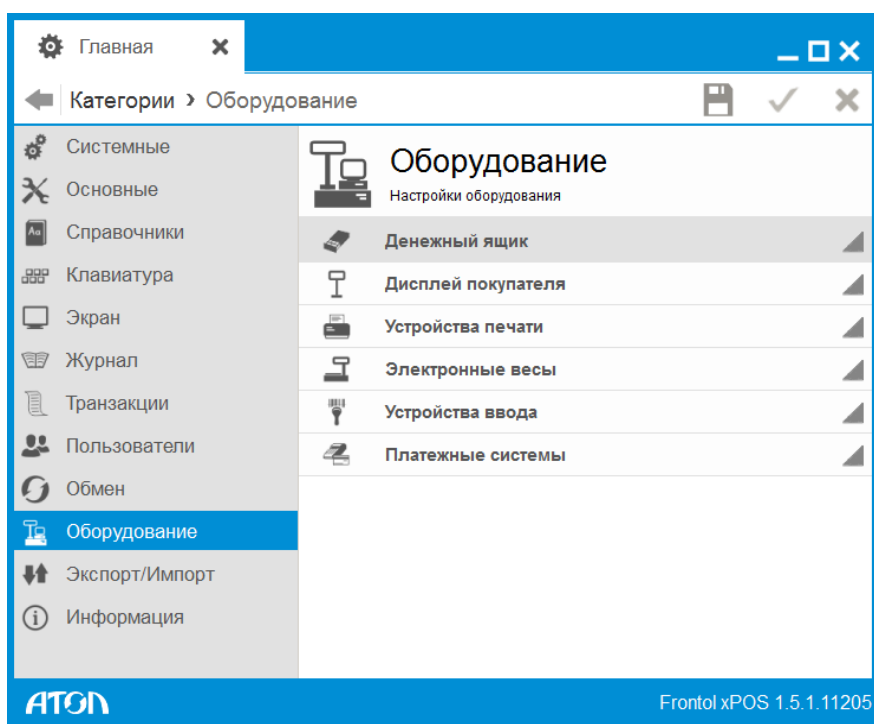 Главная
Категории › Оборудование
Системные
Основные
Aa Справочники
Клавиатура
Экран
Журнал
Транзакции
Пользователи
Обмен
Оборудование
Экспорт/Импорт
Информация
Оборудование
Настройки оборудования
Денежный ящик
Дисплей покупателя
Устройства печати
Электронные весы
Устройства ввода
Платежные системы
АТОЛ
Frontol xPOS 1.5.1.11205